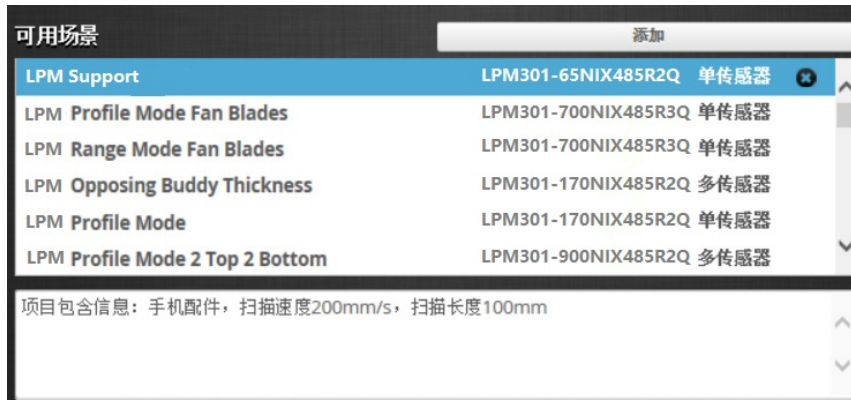 可用场景 添加
LPM Support LPM301-65NIX485R2Q 单传感器
LPM Profile Mode Fan Blades LPM301-700NIX485R3Q 单传感器
LPM Range Mode Fan Blades LPM301-700NIX485R3Q 单传感器
LPM Opposing Buddy Thickness LPM301-170NIX485R2Q 多传感器
LPM Profile Mode LPM301-170NIX485R2Q 单传感器
LPM Profile Mode 2 Top 2 Bottom LPM301-900NIX485R2Q 多传感器
项目包含信息：手机配件，扫描速度200mm/s，扫描长度100mm